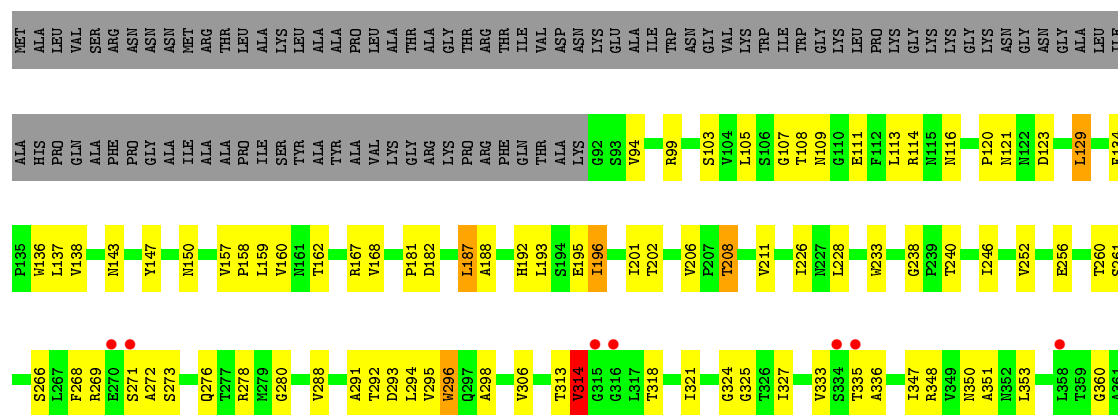 MET ALA LEU VAL SER ARG ASN ASN ASN MET ARG THR LEU ALA LYS LEU ALA ALA PRO LEU ALA THR ALA GLY THR ARG THR ILE VAL ASP ASN LYS GLU ALA ILE TRP ASN GLY VAL LYS TRP ILE TRP GLY LYS LEU PRO LYS GLY LYS LYS GLY LYS ASN GLY ASN GLY ALA LEU ILE
ALA HIS PRO GLN ALA PHE PRO GLY ALA ILE ALA ALA PRO ILE SER TYR ALA TYR ALA VAL LYS GLY ARG LYS PRO ARG PHE GLN THR ALA LYS G92 S93 V94 R99 S103 V104 L105 S106 G107 T108 N109 G110 E111 F112 L113 R114 N115 N116 P120 N121 N122 D123 L129 F134
P135 W136 L137 V138 N143 Y147 N150 V157 P158 L159 V160 N161 T162 R167 V168 P181 D182 L187 A188 H192 L193 S194 E195 I196 I201 T202 V206 P207 T208 V211 I226 N227 L228 W233 G238 P239 T240 I246 V252 E256 T260 S261
S266 L267 F268 R269 E270 S271 A272 S273 Q276 T277 R278 M279 G280 V288 A291 T292 D293 L294 V295 W296 Q297 A298 V306 T313 V314 G315 G316 L317 T318 I321 G324 G325 T326 I327 V333 S334 T335 A336 I347 R348 V349 N350 A351 N352 L353 L358 T359 G360 A361